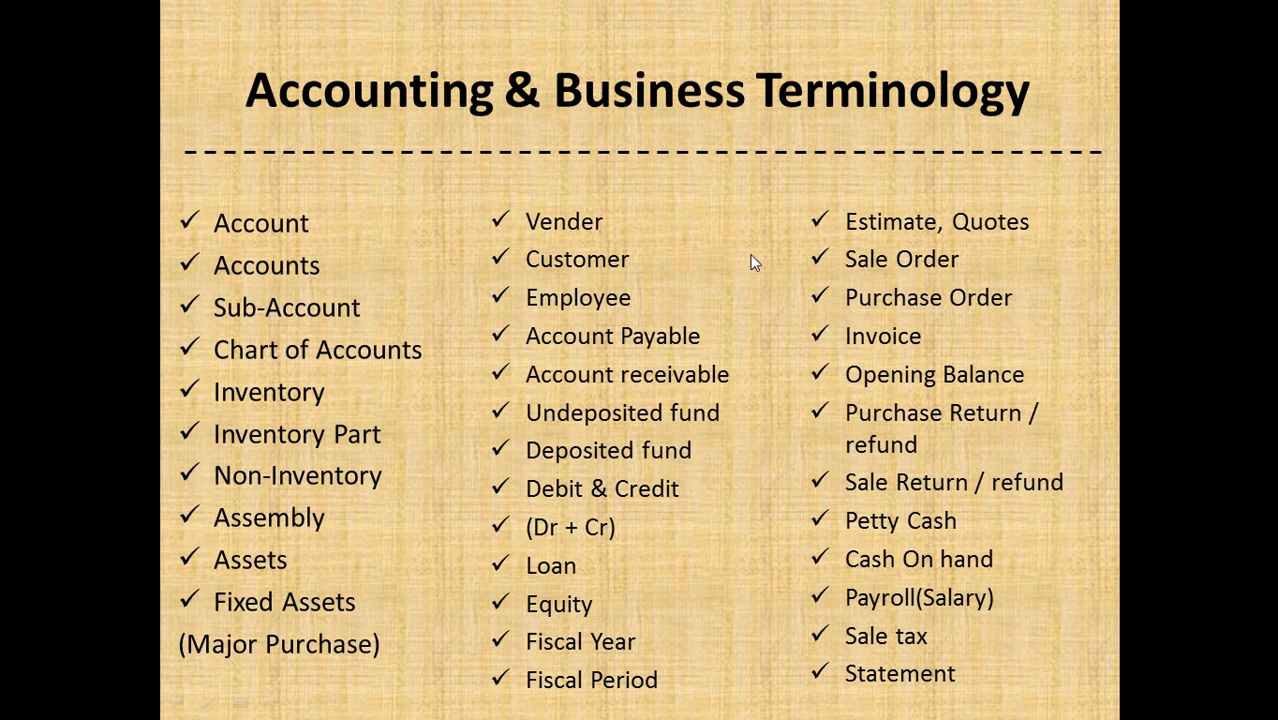 Accounting & Business Terminology
✓ Account
✓ Accounts
✓ Sub-Account
✓ Chart of Accounts
✓ Inventory
✓ Inventory Part
✓ Non-Inventory
✓ Assembly
✓ Assets
✓ Fixed Assets
(Major Purchase)
✓ Vender
✓ Customer
✓ Employee
✓ Account Payable
✓ Account receivable
✓ Undeposited fund
✓ Deposited fund
✓ Debit & Credit
✓ (Dr + Cr)
✓ Loan
✓ Equity
✓ Fiscal Year
✓ Fiscal Period
✓ Estimate, Quotes
✓ Sale Order
✓ Purchase Order
✓ Invoice
✓ Opening Balance
✓ Purchase Return /
refund
✓ Sale Return / refund
✓ Petty Cash
✓ Cash On hand
✓ Payroll(Salary)
✓ Sale tax
✓ Statement